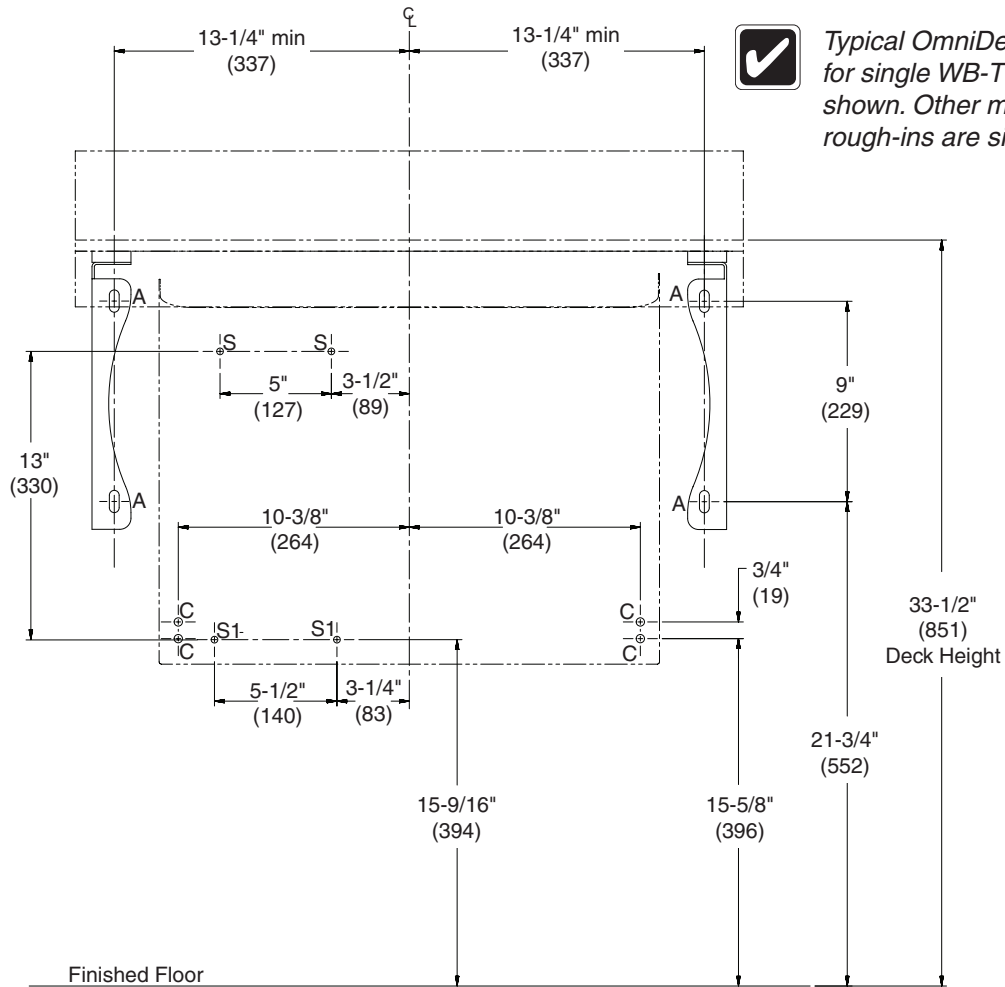 CL
13-1/4" min
(337)
13-1/4" min
(337)
Typical OmniDe
for single WB-T
shown. Other m
rough-ins are si
A
A
S
S
5"
(127)
3-1/2"
(89)
9"
(229)
13"
(330)
A
A
10-3/8"
(264)
10-3/8"
(264)
3/4"
(19)
C
C
S1
S1
C
C
33-1/2"
(851)
Deck Height
5-1/2"
(140)
3-1/4"
(83)
21-3/4"
(552)
15-9/16"
(394)
15-5/8"
(396)
Finished Floor